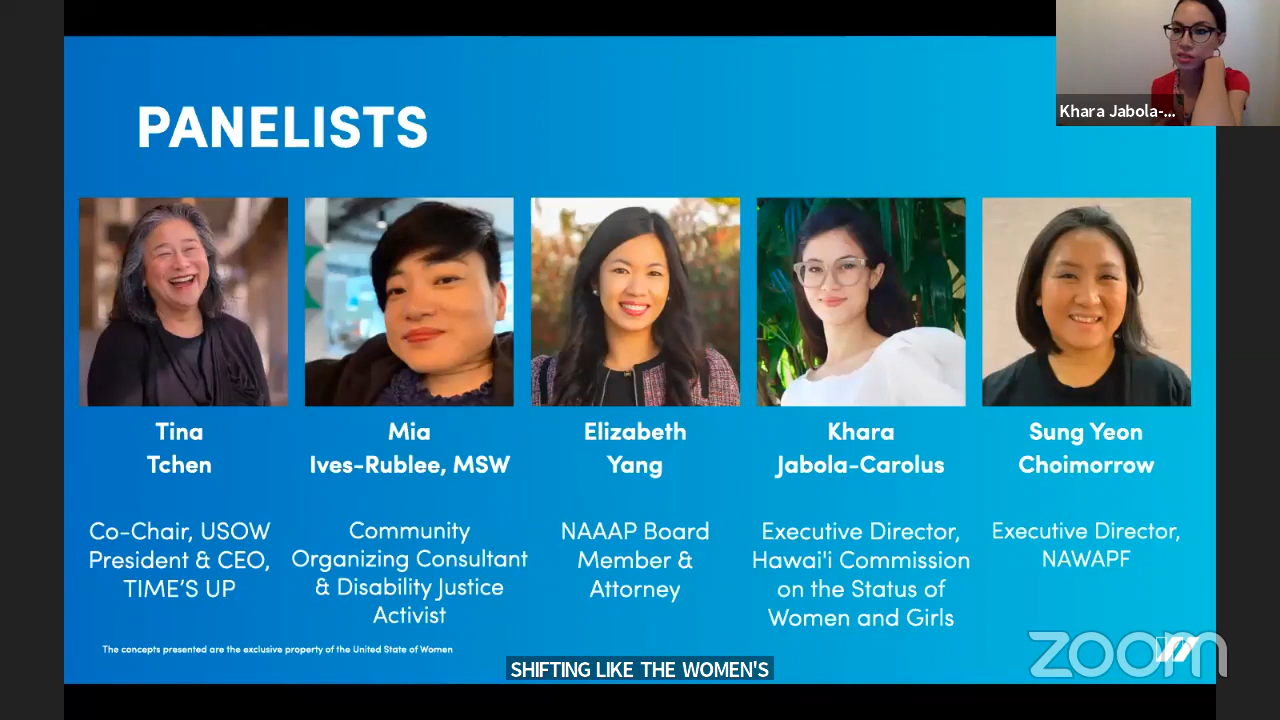 PANELISTS
Khara Jabola-...
Tina
Tchen
Co-Chair, USOW
President & CEO,
TIME'S UP
Mia
Ives-Rublee, MSW
Community
Organizing Consultant
& Disability Justice
Activist
Elizabeth
Yang
NAAAP Board
Member &
Attorney
Khara
Jabola-Carolus
Executive Director,
Hawai'i Commission
on the Status of
Women and Girls
Sung Yeon
Choimorrow
Executive Director,
NAWAPF
The concepts presented are the exclusive property of the United State of Women
SHIFTING LIKE THE WOMEN'S
zoom